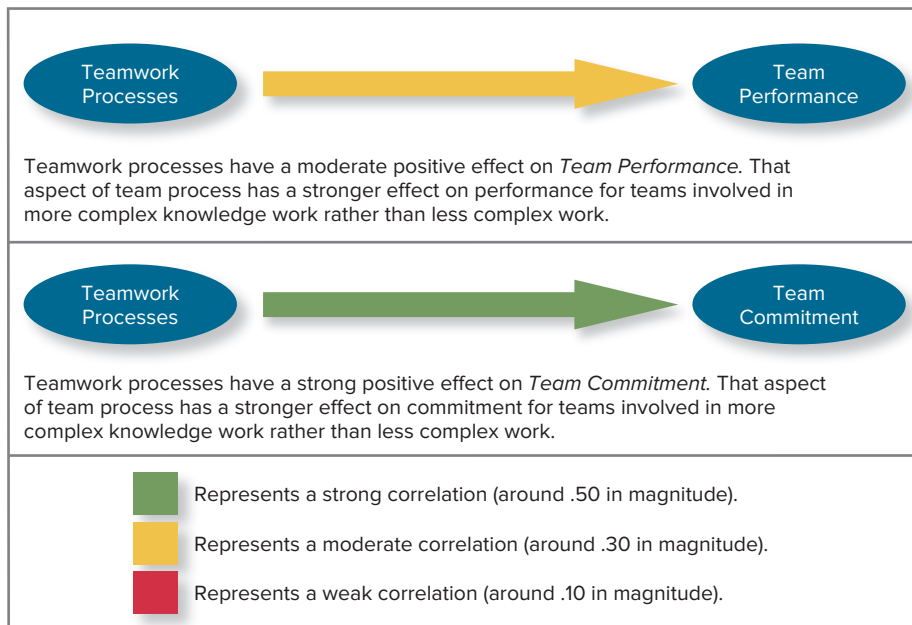 Teamwork
Processes
Team
Performance
Teamwork processes have a moderate positive effect on Team Performance. That
aspect of team process has a stronger effect on performance for teams involved in
more complex knowledge work rather than less complex work.
Teamwork
Processes
Team
Commitment
Teamwork processes have a strong positive effect on Team Commitment. That aspect
of team process has a stronger effect on commitment for teams involved in more
complex knowledge work rather than less complex work.
Represents a strong correlation (around .50 in magnitude).
Represents a moderate correlation (around .30 in magnitude).
Represents a weak correlation (around .10 in magnitude).